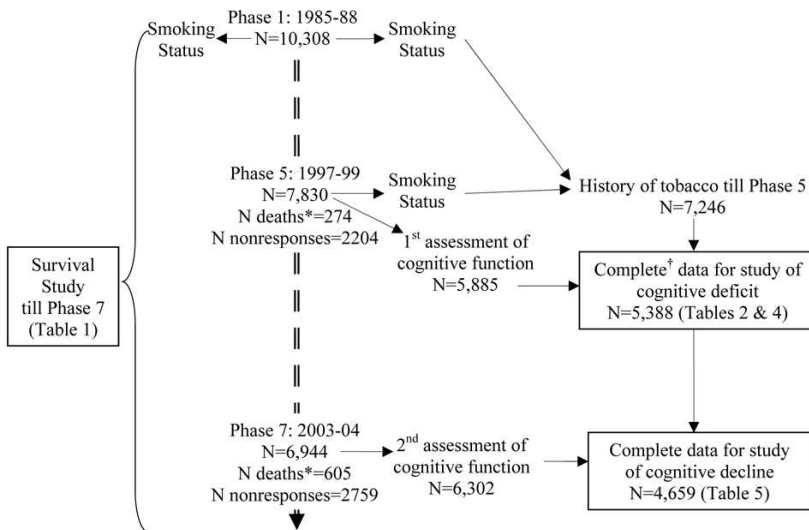 Phase 1: 1985-88
N=10,308
Smoking
Status
Smoking
Status
Phase 5: 1997-99
N=7,830
N deaths*=274
N nonresponses=2204
Smoking
Status
History of tobacco till Phase 5
N=7,246
1st assessment of
cognitive function
N=5,885
Complete† data for study of
cognitive deficit
N=5,388 (Tables 2 & 4)
Survival
Study
till Phase 7
(Table 1)
Phase 7: 2003-04
N=6,944
N deaths*=605
N nonresponses=2759
2nd assessment of
cognitive function
N=6,302
Complete data for study
of cognitive decline
N=4,659 (Table 5)